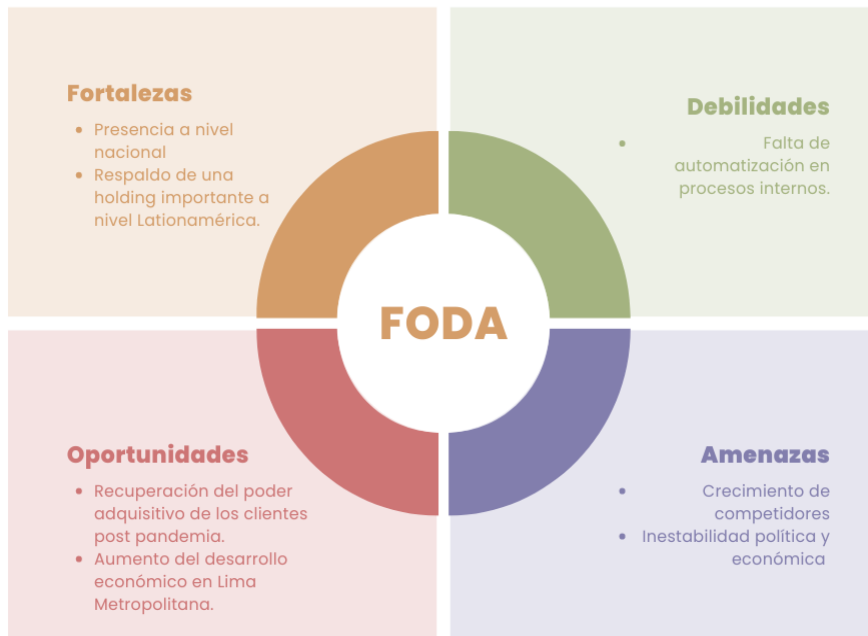 Fortalezas
• Presencia a nivel
nacional
• Respaldo de una
holding importante a
nivel Lationamérica.
Debilidades
• Falta de
automatización en
procesos internos.
FODA
Oportunidades
• Recuperación del poder
adquisitivo de los clientes
post pandemia.
• Aumento del desarrollo
económico en Lima
Metropolitana.
Amenazas
• Crecimiento de
competidores
• Inestabilidad política y
económica